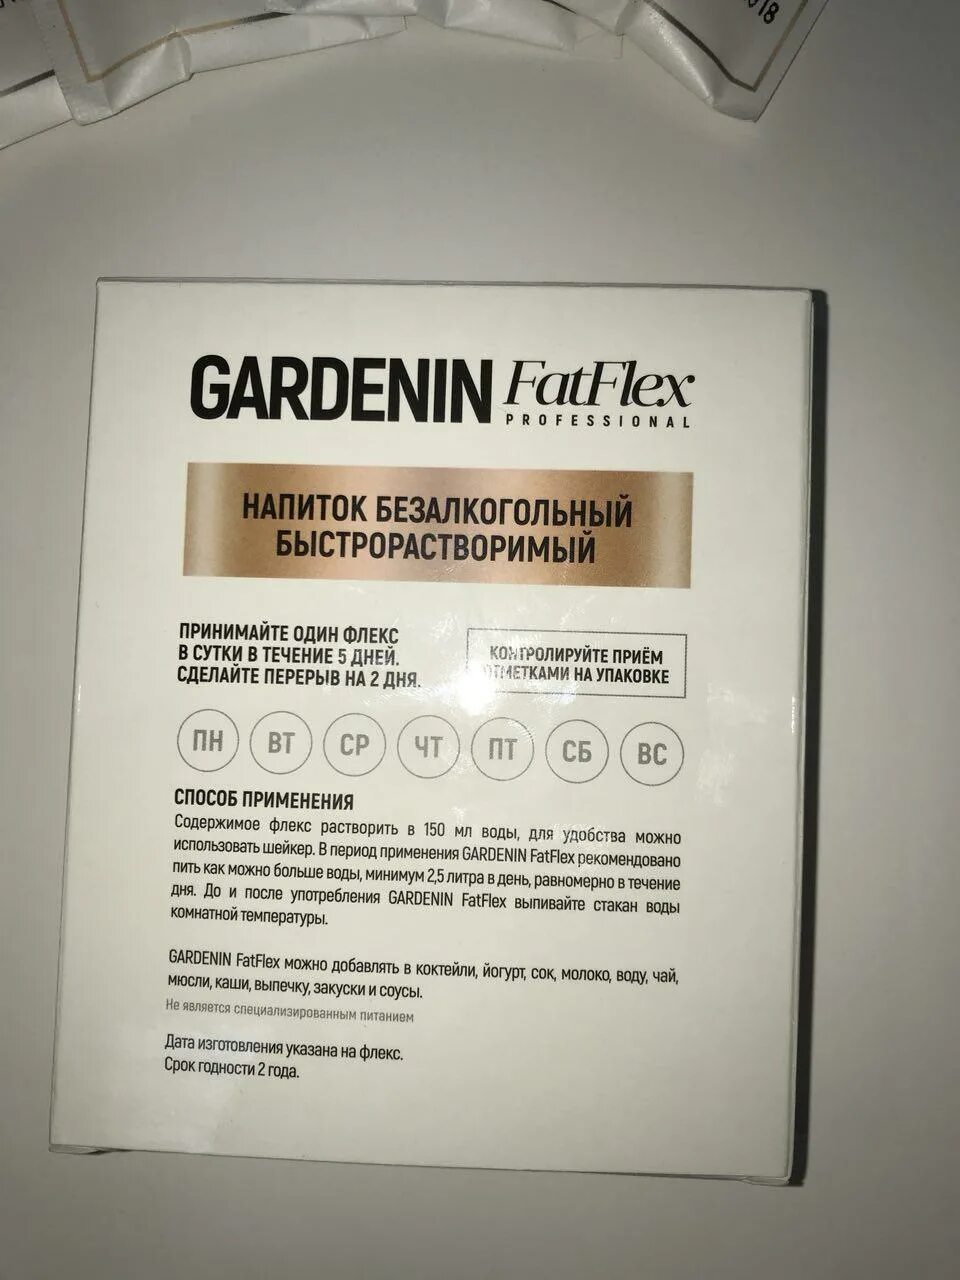 18
GARDENIN FatFlex
PROFESSIONAL
НАПИТОК БЕЗАЛКОГОЛЬНЫЙ
БЫСТРОРАСТВОРИМЫЙ
ПРИНИМАЙТЕ ОДИН ФЛЕКС
В СУТКИ В ТЕЧЕНИЕ 5 ДНЕЙ.
СДЕЛАЙТЕ ПЕРЕРЫВ НА 2 ДНЯ.
КОНТРОЛИРУЙТЕ ПРИЁМ
ОТМЕТКАМИ НА УПАКОВКЕ
ПН ВТ СР ЧТ ПТ СБ ВС
СПОСОБ ПРИМЕНЕНИЯ
Содержимое флекс растворить в 150 мл воды, для удобства можно
использовать шейкер. В период применения GARDENIN FatFlex рекомендовано
пить как можно больше воды, минимум 2,5 литра в день, равномерно в течение
дня. До и после употребления GARDENIN FatFlex выпивайте стакан воды
комнатной температуры.
GARDENIN FatFlex можно добавлять в коктейли, йогурт, сок, молоко, воду, чай,
мюсли, каши, выпечку, закуски и соусы.
Не является специализированным питанием
Дата изготовления указана на флекс.
Срок годности 2 года.